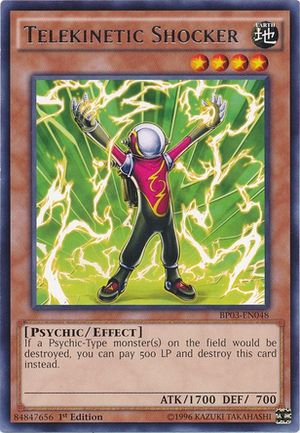 TELEKINETIC SHOCKER
EARTH
地
BP03-EN048
[PSYCHIC/EFFECT]
If a Psychic-Type monster(s) on the field would
be destroyed, you can pay 500 LP and destroy this card
instead.
ATK/1700 DEF/ 700
84847656 1st Edition ©1996 KAZUKI TAKAHASHI